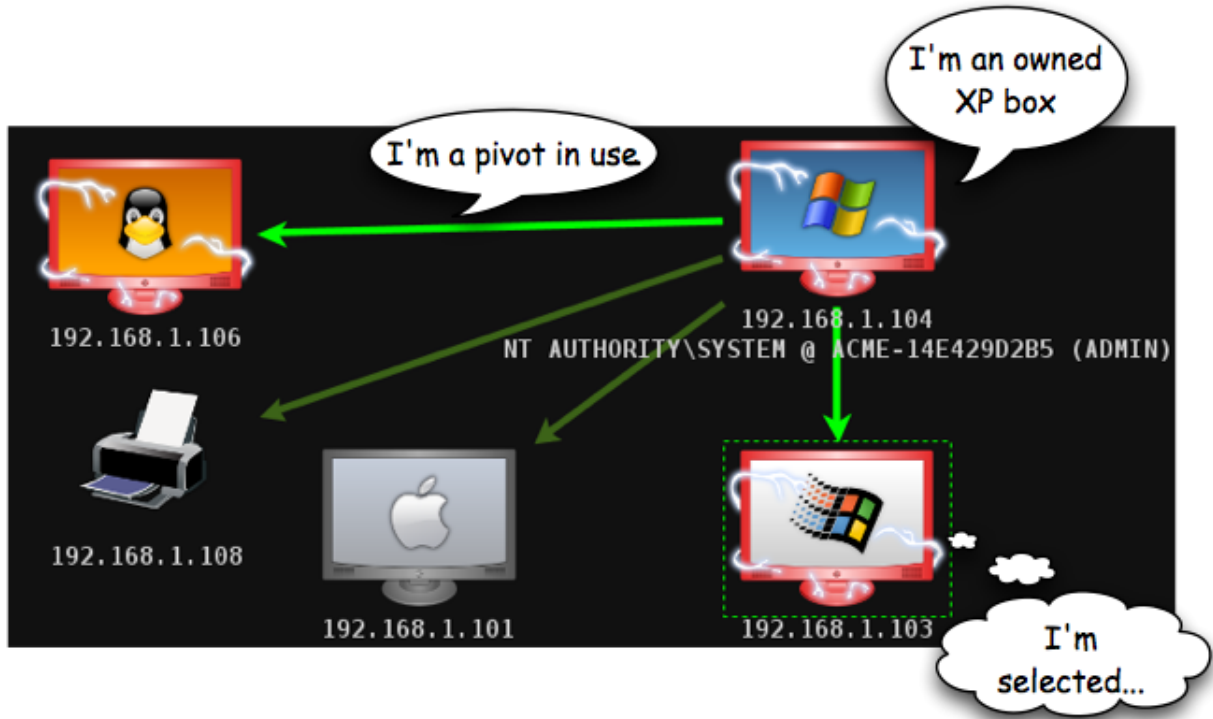 I'm an owned
XP box
I'm a pivot in use
192.168.1.106
192.168.1.104
NT AUTHORITY\SYSTEM @ ACME-14E429D2B5 (ADMIN)
192.168.1.108
192.168.1.101
192.168.1.103
I'm
selected...